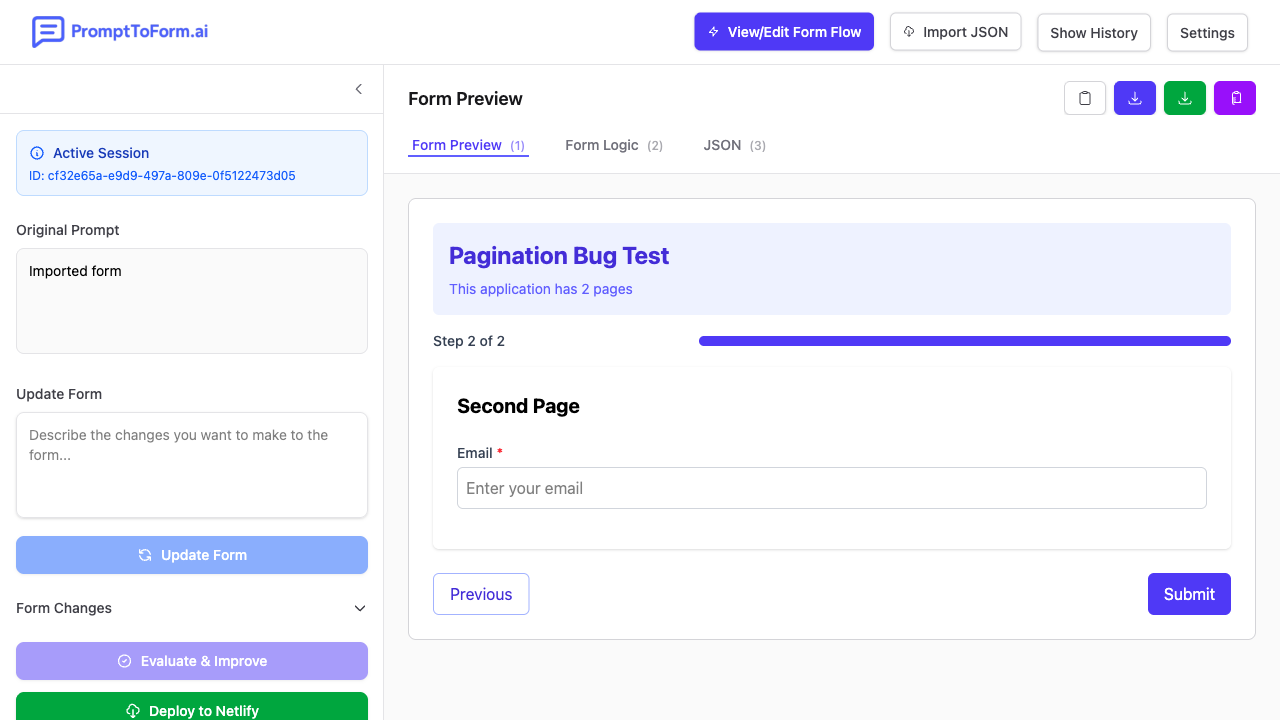 PromptToForm.ai
View/Edit Form Flow
Import JSON
Show History
Settings
Active Session
ID: cf32e65a-e9d9-497a-809e-0f5122473d05
Original Prompt
Imported form
Update Form
Describe the changes you want to make to the
form...
Update Form
Form Changes
Evaluate & Improve
Deploy to Netlify
Form Preview
Form Preview (1)
Form Logic (2)
JSON (3)
Pagination Bug Test
This application has 2 pages
Step 2 of 2
Second Page
Email *
Enter your email
Previous
Submit